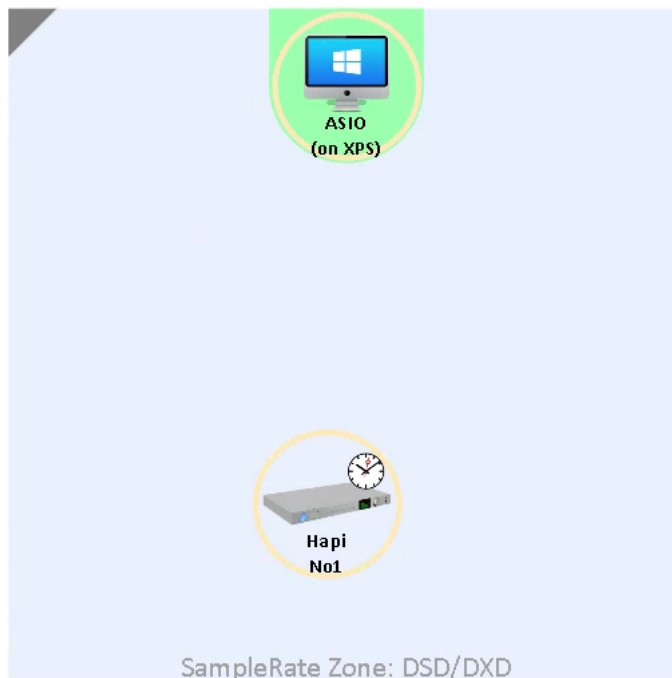 ASIO
(on XPS)
Hapi
No1
SampleRate Zone: DSD/DXD